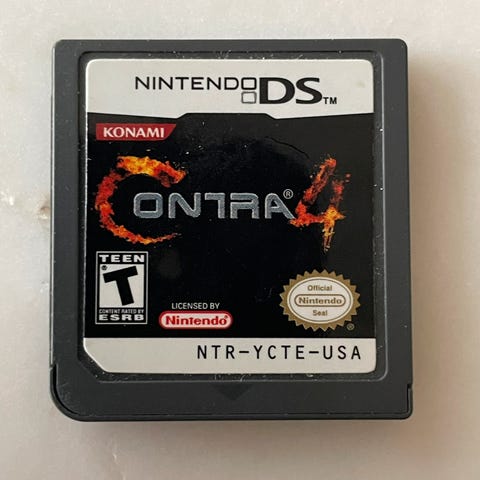 NINTENDO DS™
KONAMI
CONTRA® 4
TEEN
T
CONTENT RATED BY
ESRB
LICENSED BY
Nintendo
Official
Nintendo
Seal
®
NTR-YCTE-USA